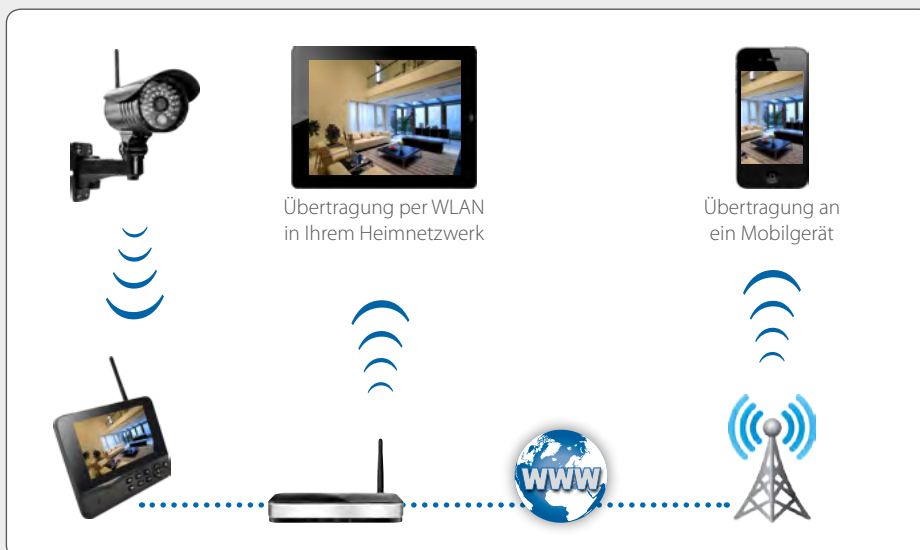 Übertragung per WLAN
in Ihrem Heimnetzwerk
Übertragung an
ein Mobilgerät
WWW